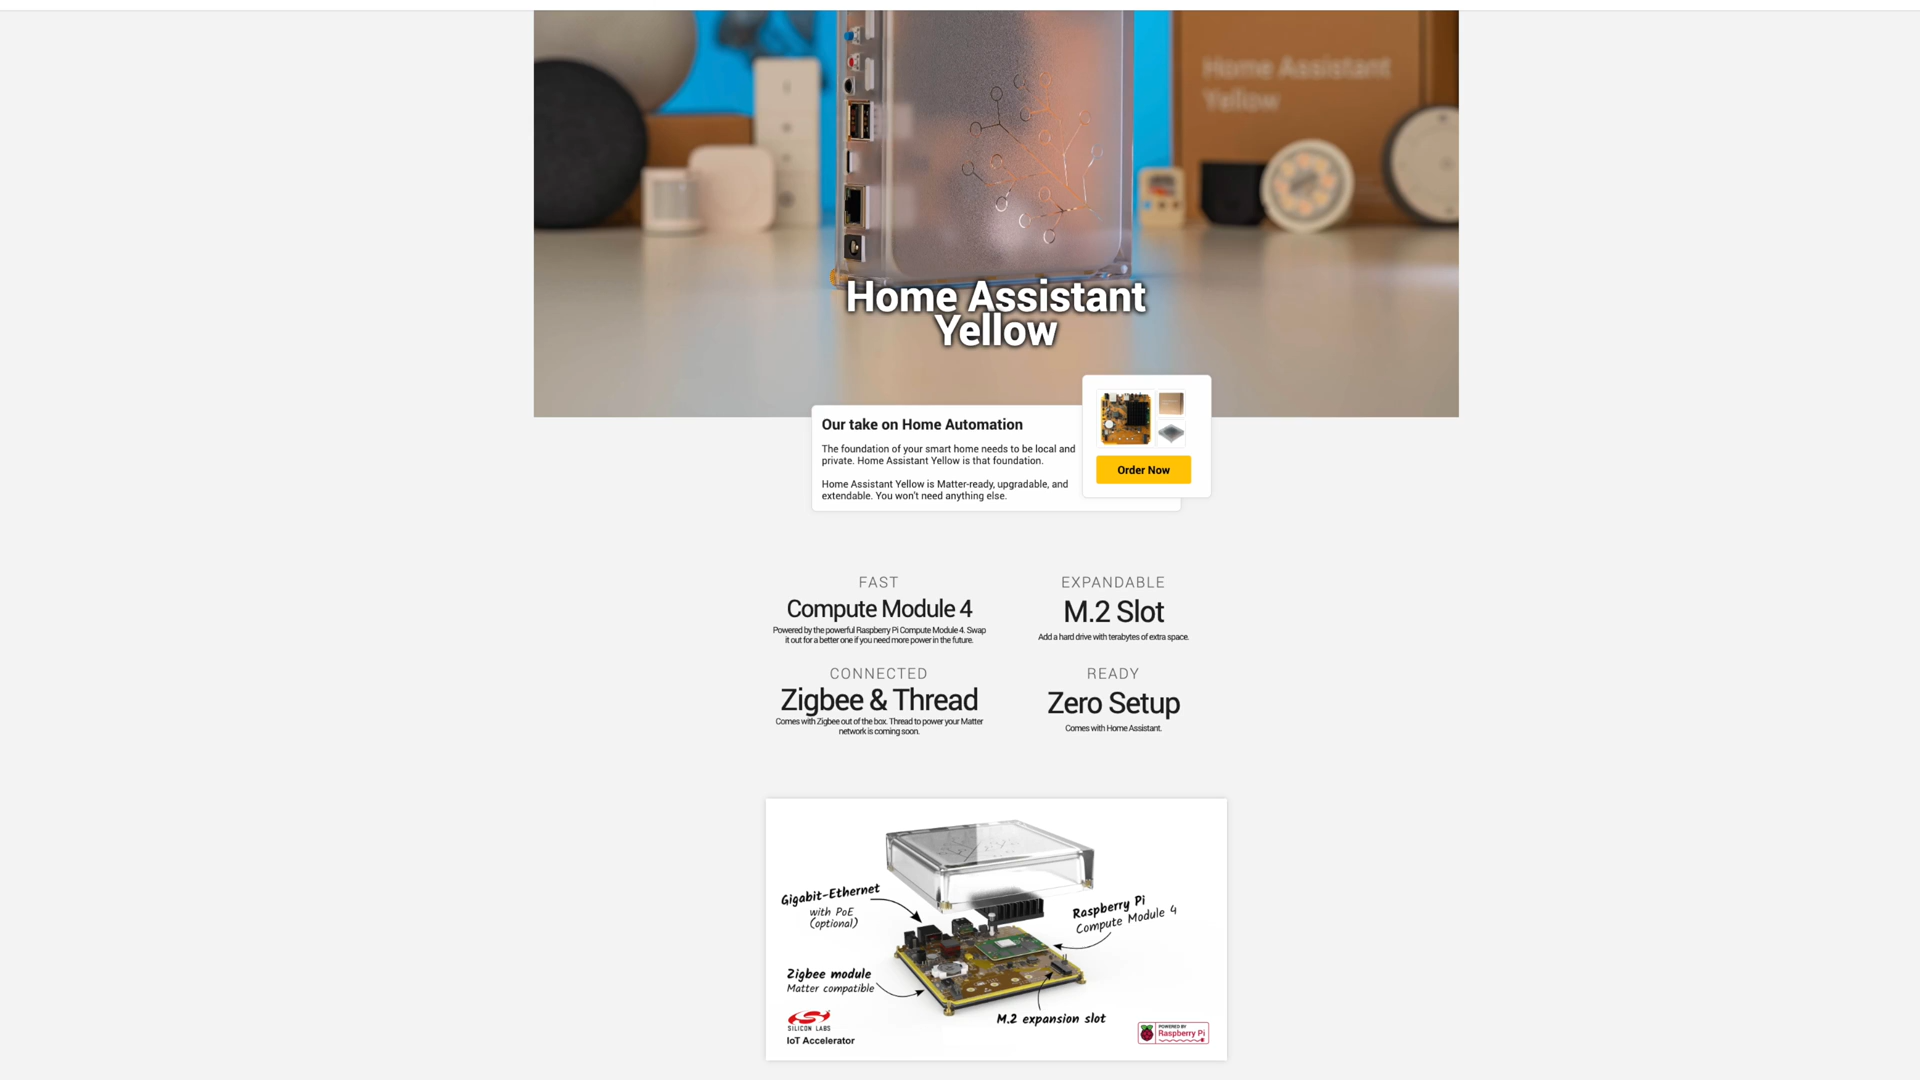 Home Assistant
Yellow
Home Assistant
Yellow
Our take on Home Automation
The foundation of your smart home needs to be local and
private. Home Assistant Yellow is that foundation.
Home Assistant Yellow is Matter-ready, upgradable, and
extendable. You won't need anything else.
Order Now
FAST
Compute Module 4
Powered by the powerful Raspberry Pi Compute Module 4. Swap
it out for a better one if you need more power in the future.
EXPANDABLE
M.2 Slot
Add a hard drive with terabytes of extra space.
CONNECTED
Zigbee & Thread
Comes with Zigbee out of the box. Thread to power your Matter
network is coming soon.
READY
Zero Setup
Comes with Home Assistant.
Gigabit-Ethernet
with PoE
(optional)
Raspberry Pi
Compute Module 4
Zigbee module
Matter compatible
M.2 expansion slot
SILICON LABS
IoT Accelerator
POWERED BY
Raspberry Pi